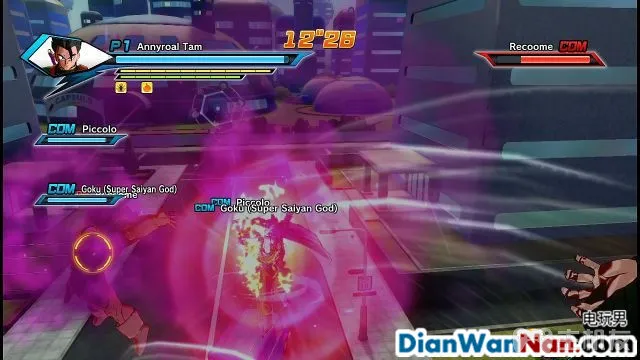 P1 Annyroal Tam
12"26
Recoome COM
COM Piccolo
COM Goku (Super Saiyan God)
COM Piccolo
COM Goku (Super Saiyan God)
电玩男
DianWanNan.com